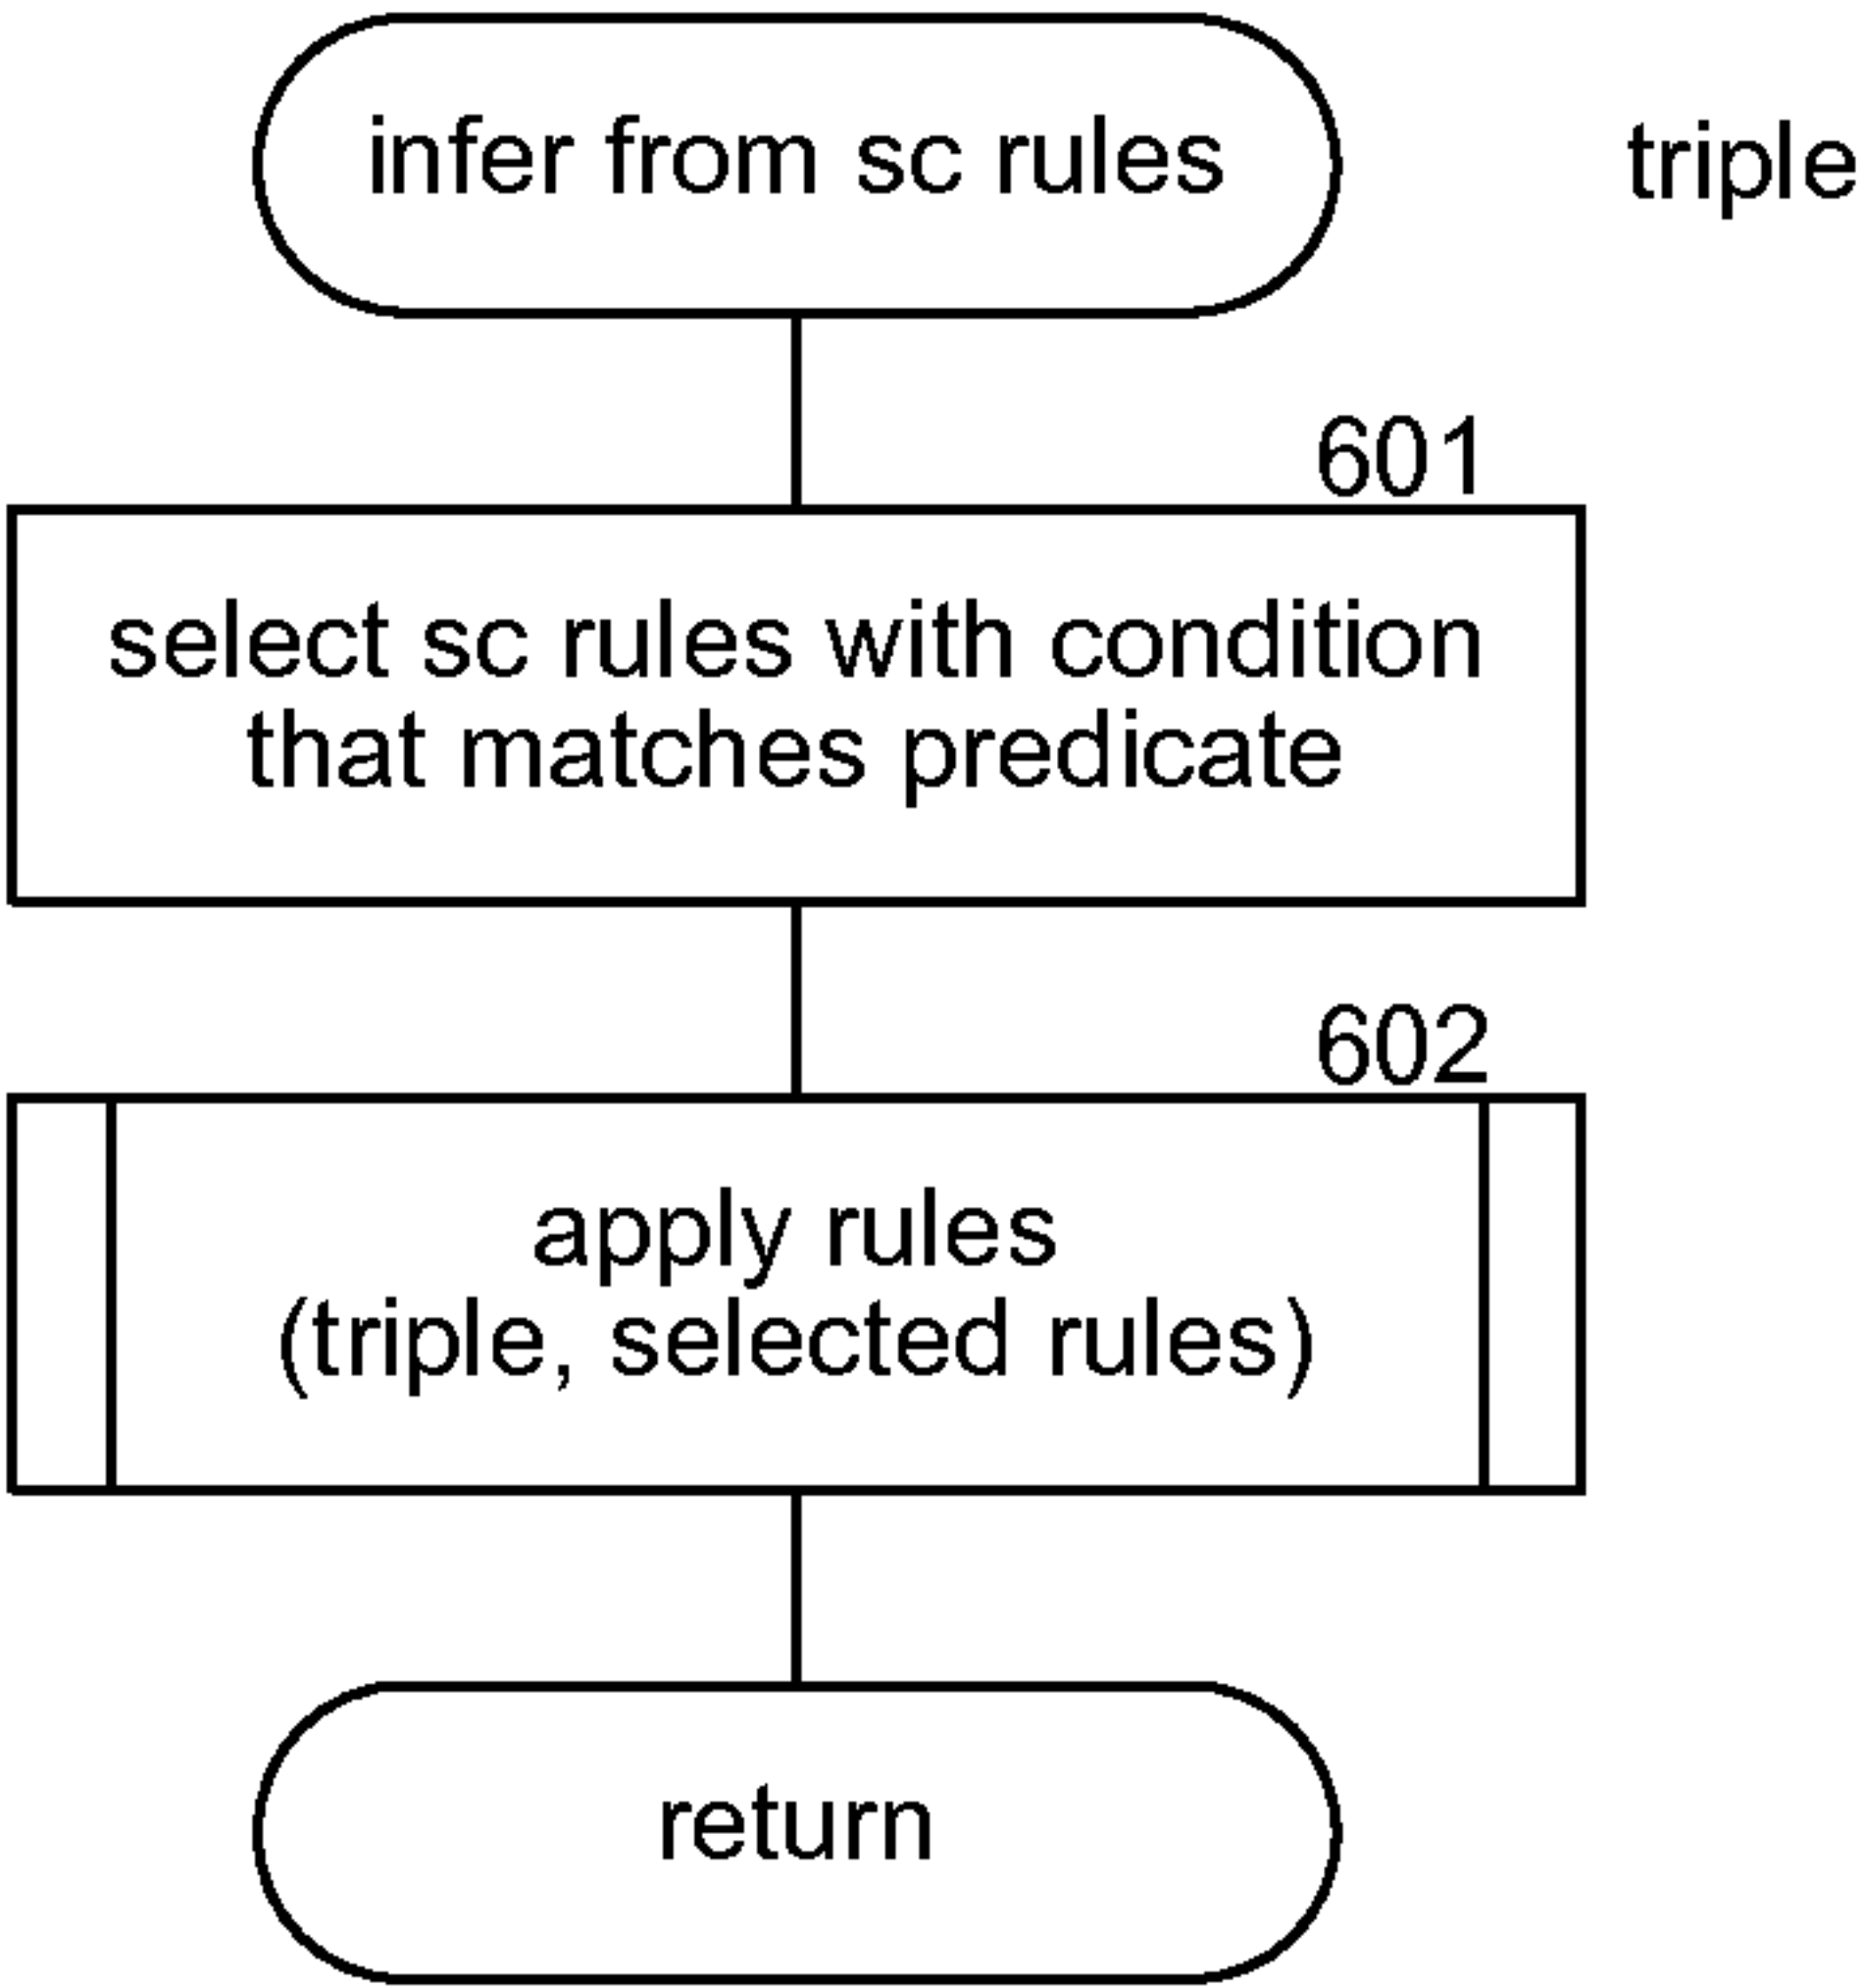 infer from sc rules
triple
601
select sc rules with condition
that matches predicate
602
apply rules
(triple, selected rules)
return